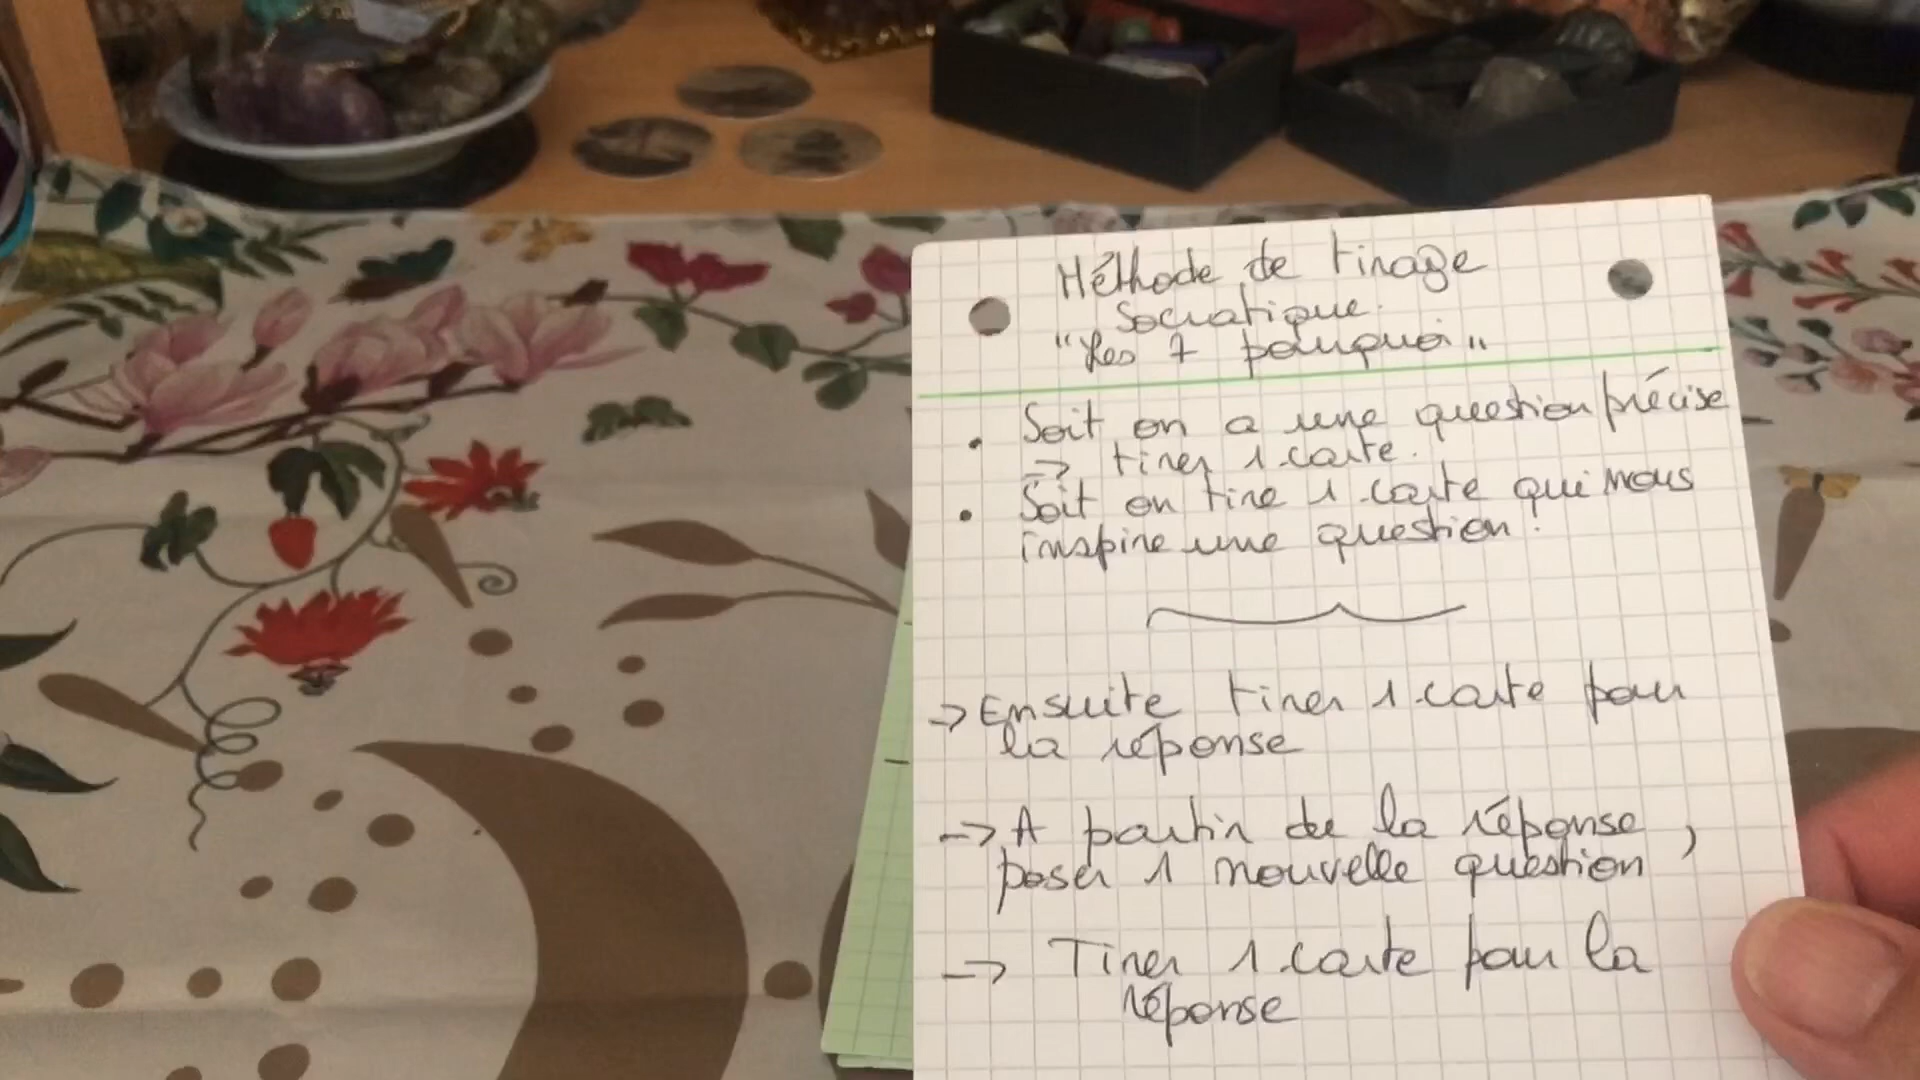 Méthode de tirage
Socratique.
"Les 7 pourquoi"
• Soit on a une question précise
=> tirer 1 carte.
• Soit on tire 1 carte qui nous
inspire une question.
-> Ensuite tirer 1 carte pour
la réponse
-> A partir de la réponse,
poser 1 nouvelle question
-> Tirer 1 carte pour la
réponse